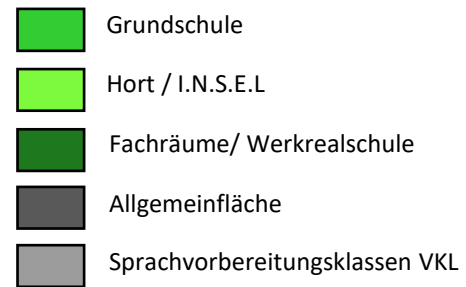 Grundschule
Hort / I.N.S.E.L
Fachräume/ Werkrealschule
Allgemeinfläche
Sprachvorbereitungsklassen VKL